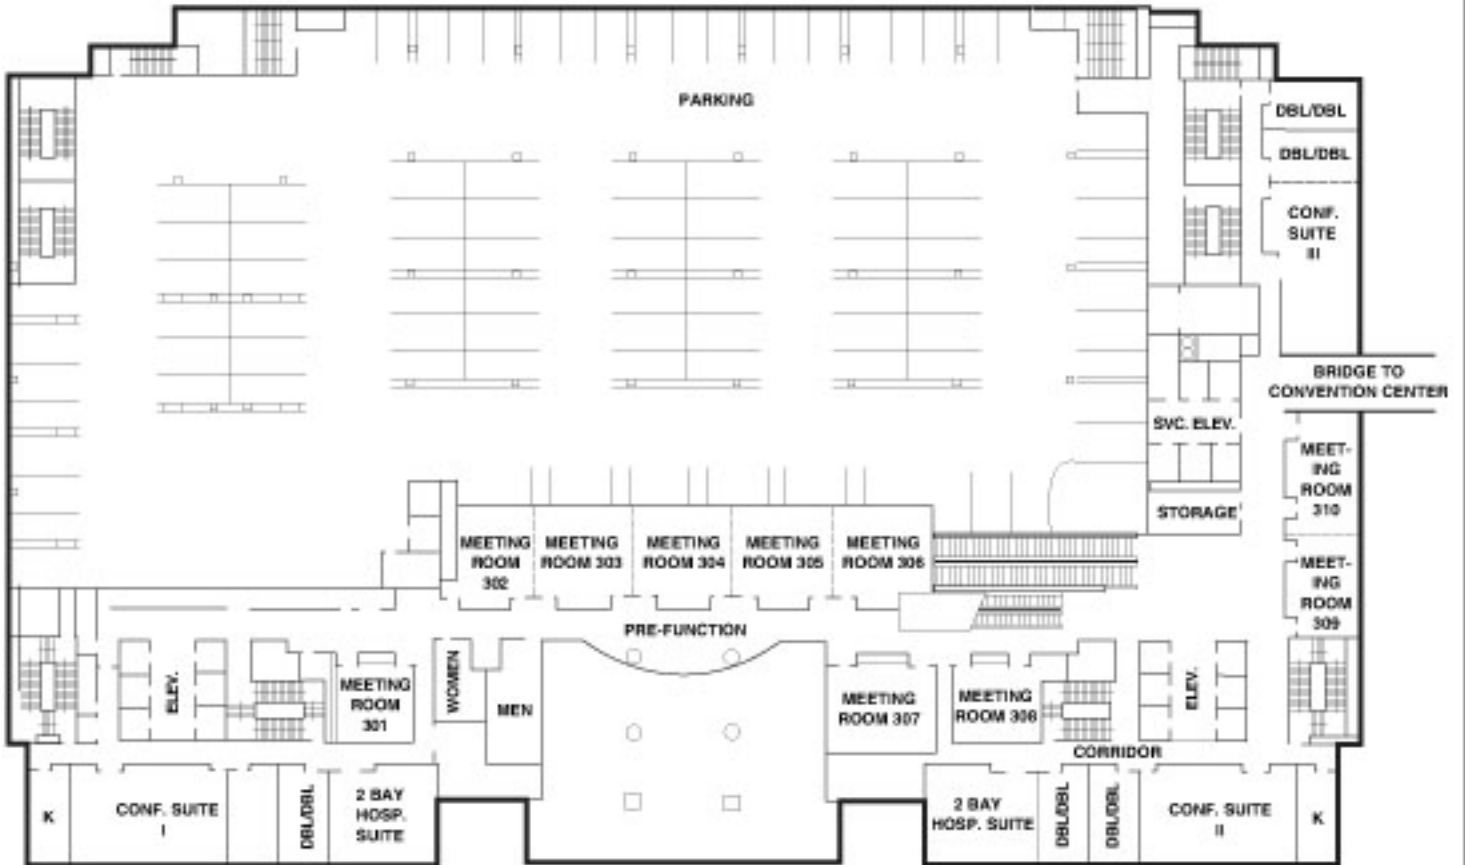 PARKING
DBL/DBL
DBL/DBL
CONF.
SUITE
III
BRIDGE TO
CONVENTION CENTER
SVC. ELEV.
MEET-
ING
ROOM
310
STORAGE
MEETING
ROOM
302
MEETING
ROOM 303
MEETING
ROOM 304
MEETING
ROOM 305
MEETING
ROOM 306
MEET-
ING
ROOM
309
PRE-FUNCTION
ELEV.
MEETING
ROOM
301
WOMEN
MEN
MEETING
ROOM 307
MEETING
ROOM 308
ELEV.
CORRIDOR
K
CONF. SUITE
I
DBL/DBL
2 BAY
HOSP.
SUITE
2 BAY
HOSP. SUITE
DBL/DBL
DBL/DBL
CONF. SUITE
II
K